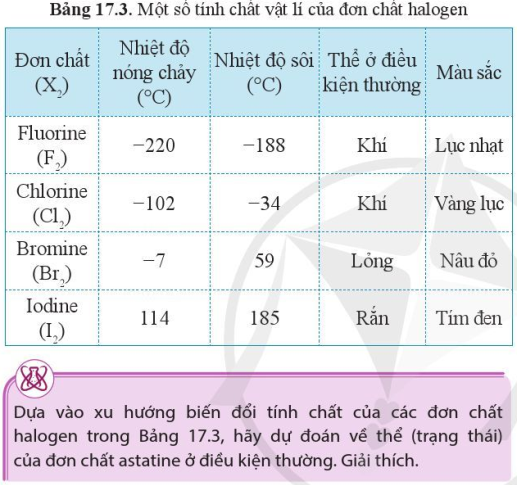 Bảng 17.3. Một số tính chất vật lí của đơn chất halogen
Đơn chất (X₂) | Nhiệt độ nóng chảy (°C) | Nhiệt độ sôi (°C) | Thể ở điều kiện thường | Màu sắc
Fluorine (F₂) | −220 | −188 | Khí | Lục nhạt
Chlorine (Cl₂) | −102 | −34 | Khí | Vàng lục
Bromine (Br₂) | −7 | 59 | Lỏng | Nâu đỏ
Iodine (I₂) | 114 | 185 | Rắn | Tím đen
Dựa vào xu hướng biến đổi tính chất của các đơn chất
halogen trong Bảng 17.3, hãy dự đoán về thể (trạng thái)
của đơn chất astatine ở điều kiện thường. Giải thích.